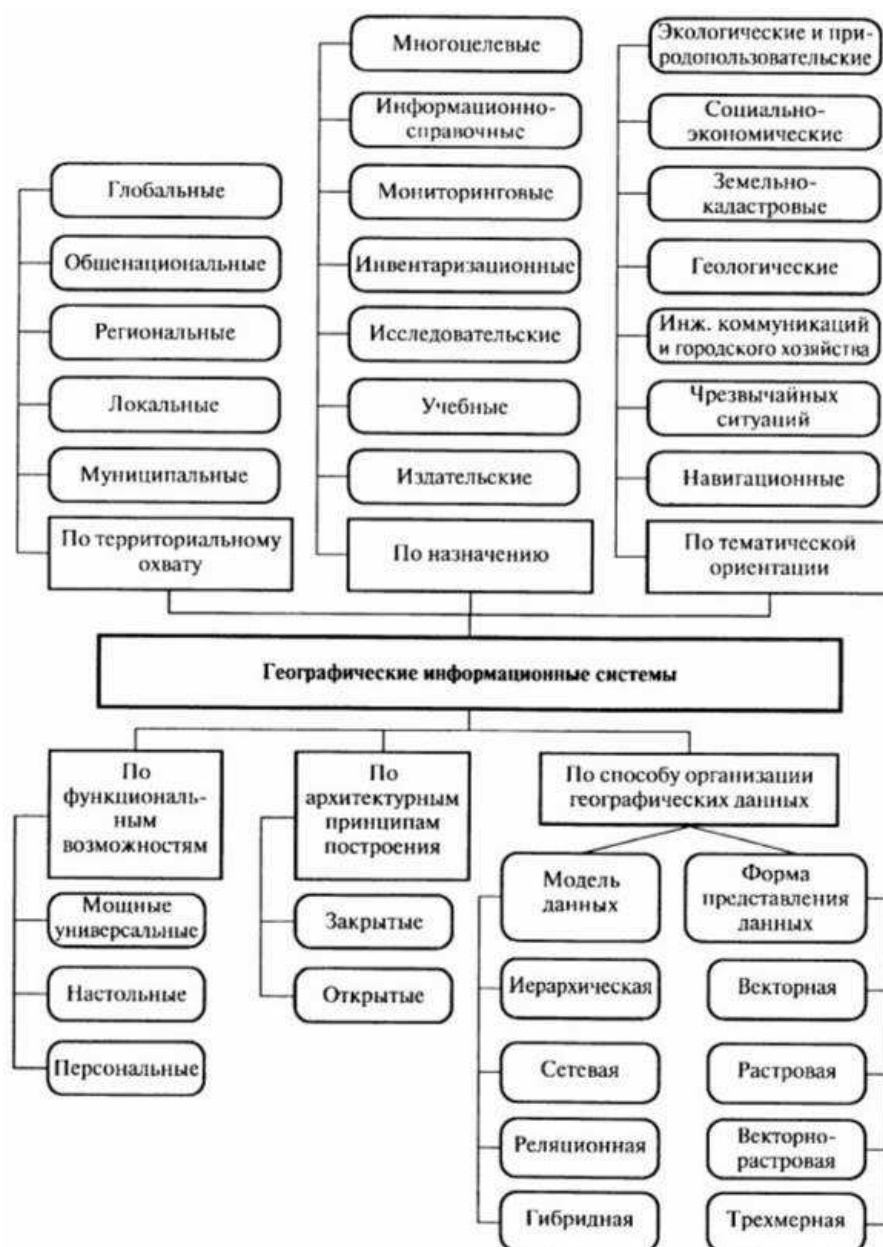 Многоцелевые
Информационно-
справочные
Мониторинговые
Инвентаризационные
Исследовательские
Учебные
Издательские
По назначению
Экологические и при-
родопользовательские
Социально-
экономические
Земельно-
кадастровые
Геологические
Инж. коммуникаций
и городского хозяйства
Чрезвычайных
ситуаций
Навигационные
По тематической
ориентации
Глобальные
Общенациональные
Региональные
Локальные
Муниципальные
По территориальному
охвату
Географические информационные системы
По
функциональ-
ным
возможностям
Мощные
универсальные
Настольные
Персональные
По
архитектурным
принципам
построения
Закрытые
Открытые
По способу организации
географических данных
Модель
данных
Иерархическая
Сетевая
Реляционная
Гибридная
Форма
представления
данных
Векторная
Растровая
Векторно-
растровая
Трехмерная